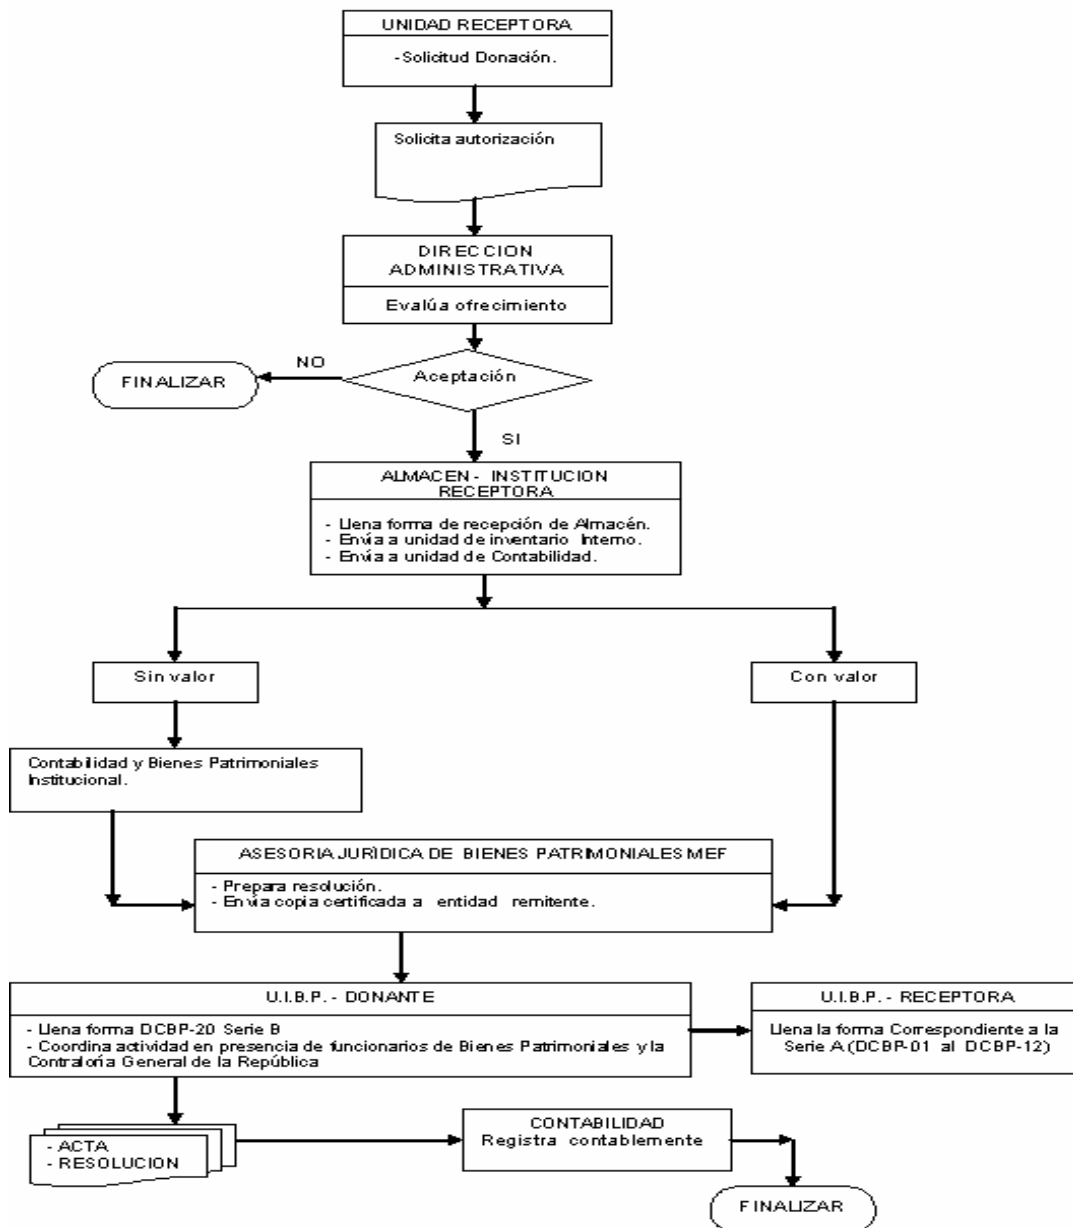 UNIDAD RECEPTORA
-Solicitud Donación.
Solicita autorización
DIRECCION
ADMINISTRATIVA
Evalúa ofrecimiento
NO
Aceptación
FINALIZAR
SI
ALMACEN - INSTITUCION
RECEPTORA
- Llena forma de recepción de Almacén.
- Envía a unidad de inventario Interno.
- Envía a unidad de Contabilidad.
Sin valor
Con valor
Contabilidad y Bienes Patrimoniales
Institucional.
ASESORIA JURÍDICA DE BIENES PATRIMONIALES MEF
- Prepara resolución.
- Envía copia certificada a entidad remitente.
U.I.B.P. - DONANTE
- Llena forma DCBP-20 Serie B
- Coordina actividad en presencia de funcionarios de Bienes Patrimoniales y la
Contraloría General de la República
U.I.B.P. - RECEPTORA
Llena la forma Correspondiente a la
Serie A (DCBP-01 al DCBP-12)
- ACTA
- RESOLUCION
CONTABILIDAD
Registra contablemente
FINALIZAR